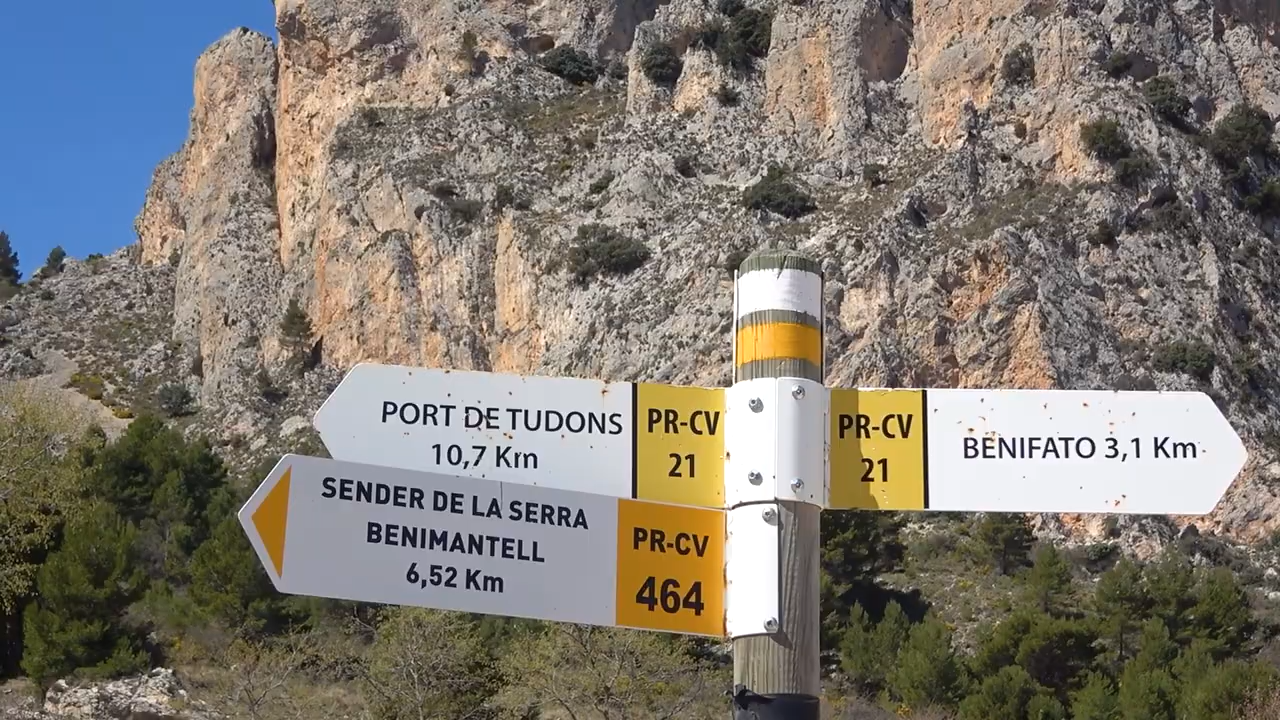 PORT DE TUDONS
10,7 Km
PR-CV
21
PR-CV
21
BENIFATO 3,1 Km
SENDER DE LA SERRA
BENIMANTELL
6,52 Km
PR-CV
464